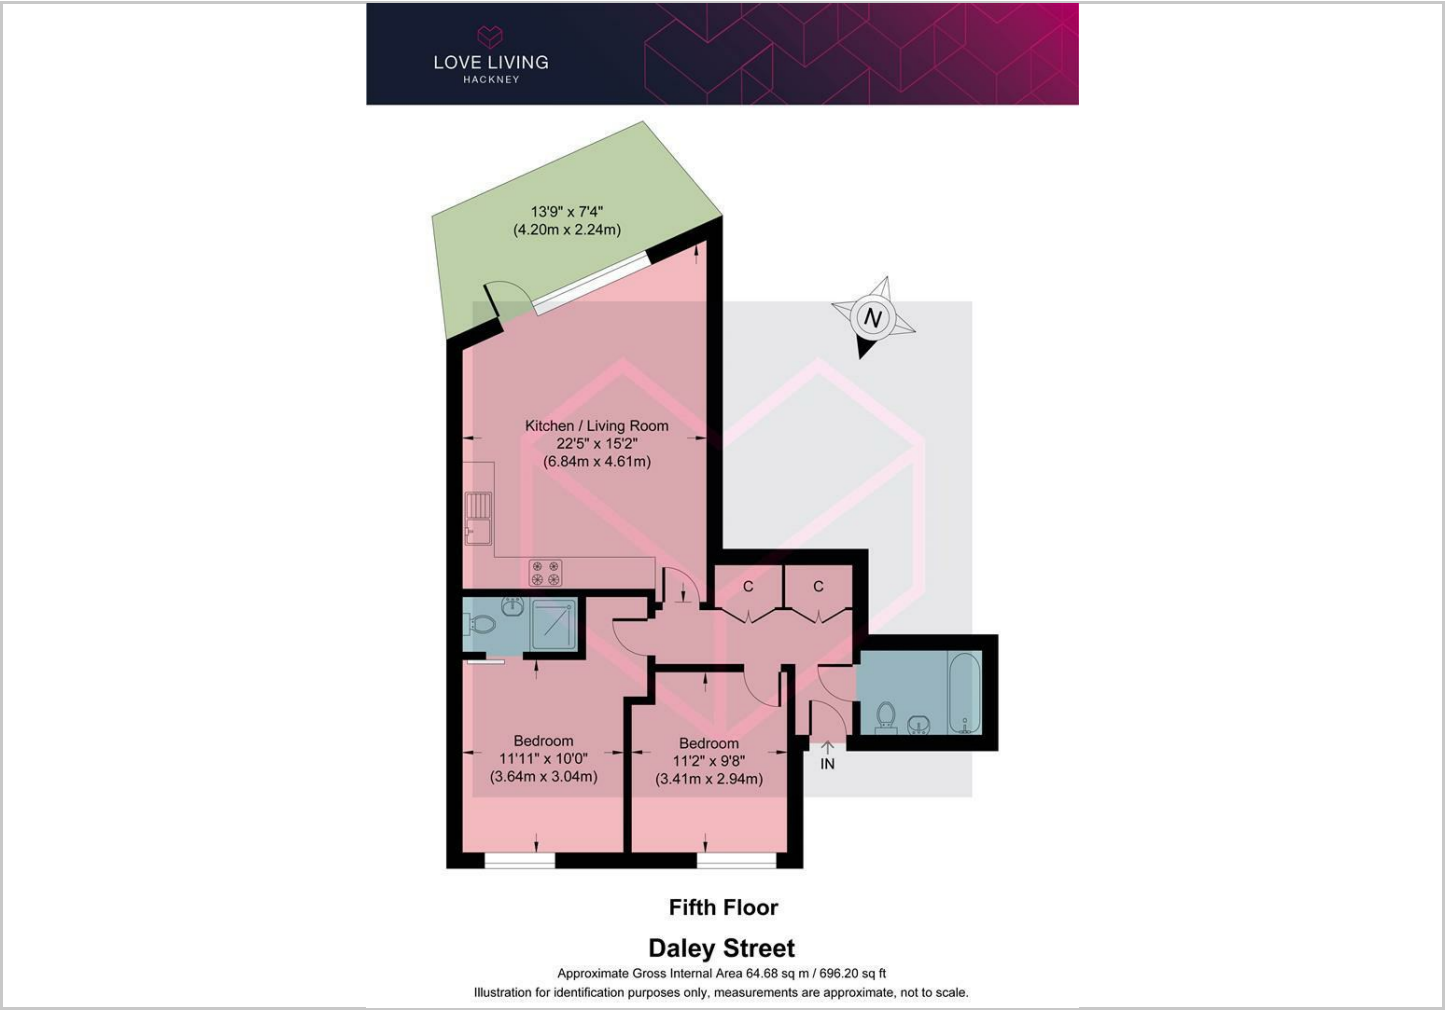 LOVE LIVING
HACKNEY
13'9" x 7'4"
(4.20m x 2.24m)
N
Kitchen / Living Room
22'5" x 15'2"
(6.84m x 4.61m)
C
C
Bedroom
11'11" x 10'0"
(3.64m x 3.04m)
Bedroom
11'2" x 9'8"
(3.41m x 2.94m)
IN
Fifth Floor
Daley Street
Approximate Gross Internal Area 64.68 sq m / 696.20 sq ft
Illustration for identification purposes only, measurements are approximate, not to scale.